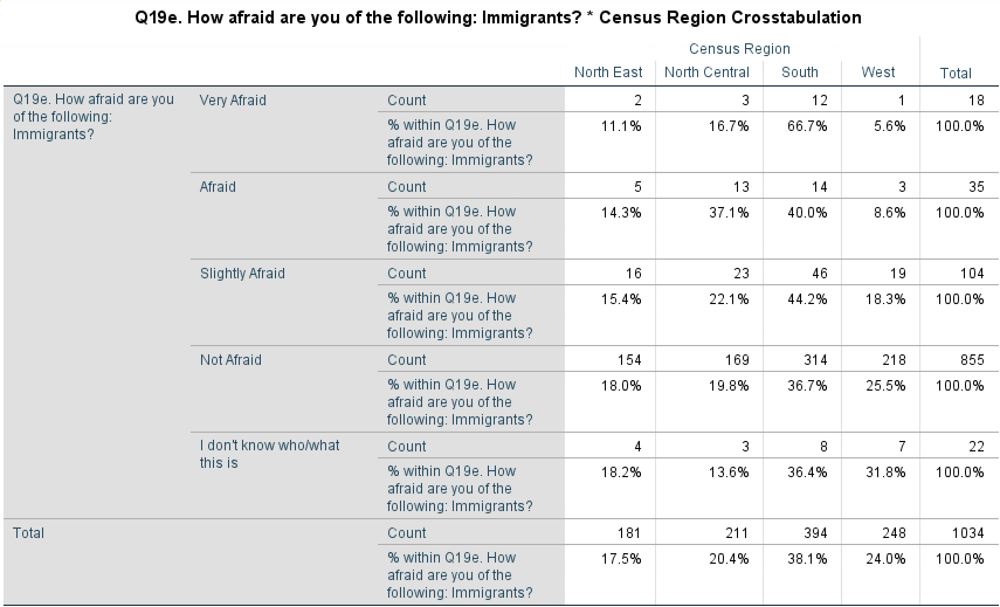 Q19e. How afraid are you of the following: Immigrants? * Census Region Crosstabulation
Census Region
North East North Central South West Total
Q19e. How afraid are you
of the following:
Immigrants?
Very Afraid Count 2 3 12 1 18
% within Q19e. How
afraid are you of the
following: Immigrants?
11.1% 16.7% 66.7% 5.6% 100.0%
Afraid Count 5 13 14 3 35
% within Q19e. How
afraid are you of the
following: Immigrants?
14.3% 37.1% 40.0% 8.6% 100.0%
Slightly Afraid Count 16 23 46 19 104
% within Q19e. How
afraid are you of the
following: Immigrants?
15.4% 22.1% 44.2% 18.3% 100.0%
Not Afraid Count 154 169 314 218 855
% within Q19e. How
afraid are you of the
following: Immigrants?
18.0% 19.8% 36.7% 25.5% 100.0%
I don't know who/what
this is
Count 4 3 8 7 22
% within Q19e. How
afraid are you of the
following: Immigrants?
18.2% 13.6% 36.4% 31.8% 100.0%
Total Count 181 211 394 248 1034
% within Q19e. How
afraid are you of the
following: Immigrants?
17.5% 20.4% 38.1% 24.0% 100.0%